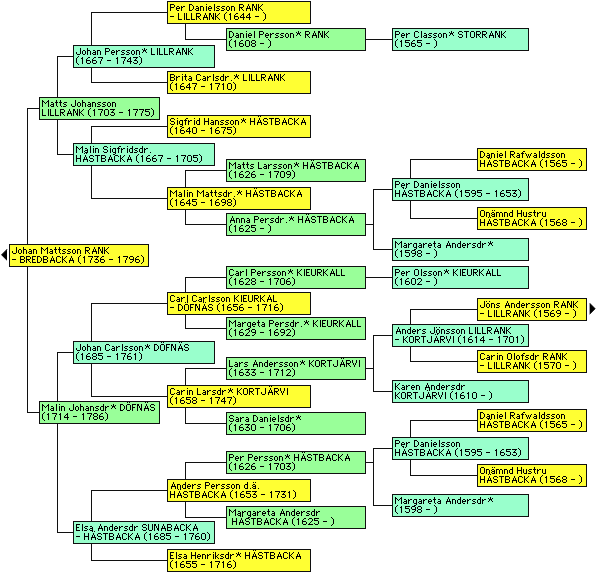 Per Danielsson RANK
– LILLRANK (1644 – )
Daniel Persson* RANK
(1608 – )
Per Classon* STORRANK
(1565 – )
Johan Persson* LILLRANK
(1667 – 1743)
Brita Carlsdr.* LILLRANK
(1647 – 1710)
Matts Johansson
LILLRANK (1703 – 1775)
Sigfrid Hansson* HÄSTBACKA
(1640 – 1675)
Malin Sigfridsdr.
HÄSTBACKA (1667 – 1705)
Matts Larsson* HÄSTBACKA
(1626 – 1709)
Malin Mattsdr.* HÄSTBACKA
(1645 – 1698)
Anna Persdr.* HÄSTBACKA
(1625 – )
Daniel Rafwaldsson
HÄSTBACKA (1565 – )
Per Danielsson
HÄSTBACKA (1595 – 1653)
Onämnd Hustru
HÄSTBACKA (1568 – )
Margareta Andersdr*
(1598 – )
Johan Mattsson RANK
– BREDBACKA (1736 – 1796)
Carl Persson* KIEURKALL
(1628 – 1706)
Per Olsson* KIEURKALL
(1602 – )
Carl Carlsson KIEURKAL
– DÖFNÄS (1656 – 1716)
Margeta Persdr.* KIEURKALL
(1629 – 1692)
Jöns Andersson RANK
– LILLRANK (1569 – )
Anders Jönsson LILLRANK
– KORTJÄRVI (1614 – 1701)
Carin Olofsdr RANK
– LILLRANK (1570 – )
Johan Carlsson* DÖFNÄS
(1685 – 1761)
Lars Andersson* KORTJÄRVI
(1633 – 1712)
Karen Andersdr
KORTJÄRVI (1610 – )
Carin Larsdr* KORTJÄRVI
(1658 – 1747)
Sara Danielsdr*
(1630 – 1706)
Malin Johansdr* DÖFNÄS
(1714 – 1786)
Daniel Rafwaldsson
HÄSTBACKA (1565 – )
Per Danielsson
HÄSTBACKA (1595 – 1653)
Onämnd Hustru
HÄSTBACKA (1568 – )
Per Persson* HÄSTBACKA
(1626 – 1703)
Margareta Andersdr*
(1598 – )
Anders Persson d.ä.
HÄSTBACKA (1653 – 1731)
Margareta Andersdr
HÄSTBACKA (1625 – )
Elsa Andersdr SUNABACKA
– HÄSTBACKA (1685 – 1760)
Elsa Henriksdr* HÄSTBACKA
(1655 – 1716)